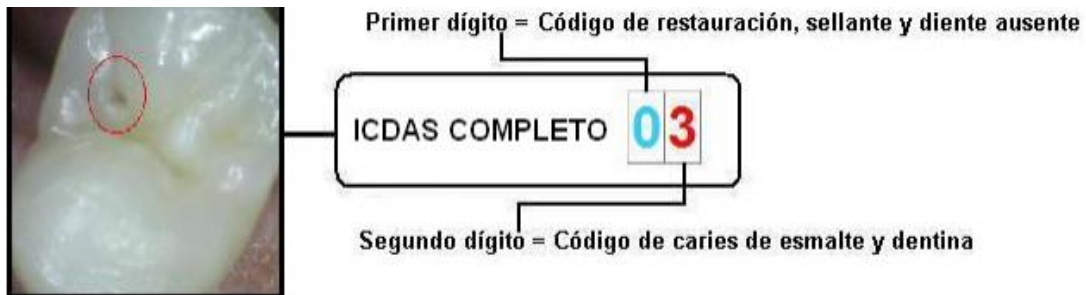 Primer dígito = Código de restauración, sellante y diente ausente
ICDAS COMPLETO 03
Segundo dígito = Código de caries de esmalte y dentina